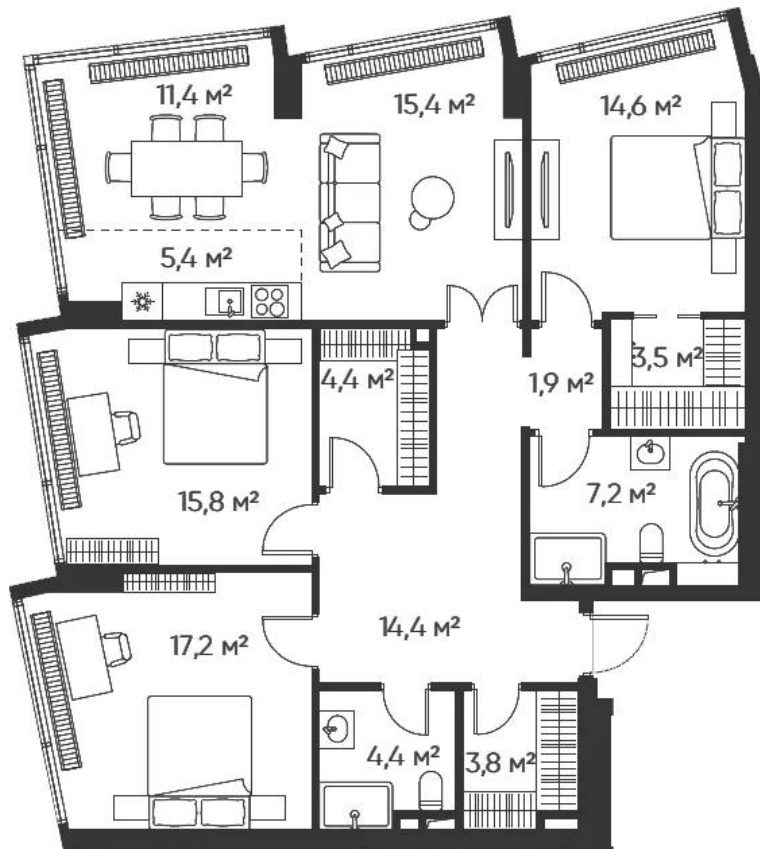 11,4 м²
15,4 м²
14,6 м²
5,4 м²
3,5 м²
4,4 м²
1,9 м²
15,8 м²
7,2 м²
14,4 м²
17,2 м²
4,4 м²
3,8 м²